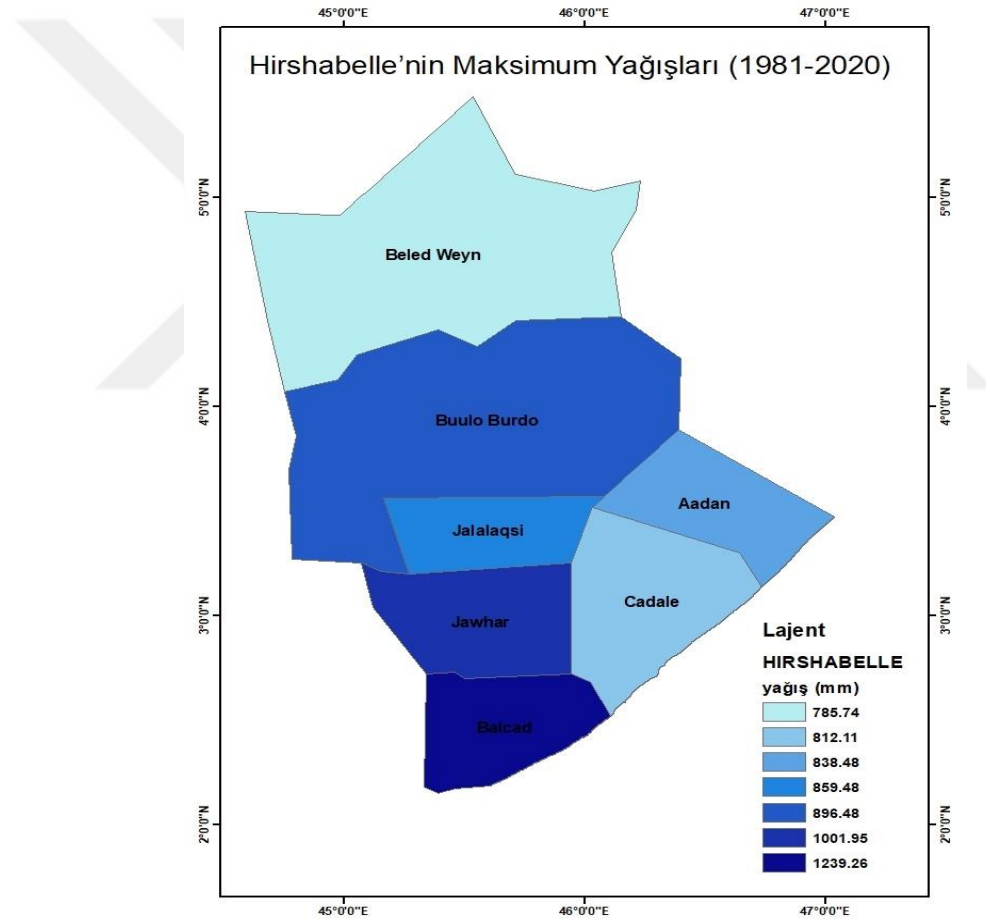 45°0'0"E 46°0'0"E 47°0'0"E
Hirshabelle’nin Maksimum Yağışları (1981-2020)
5°0'0"N 5°0'0"N
Beled Weyn
4°0'0"N 4°0'0"N
Buulo Burdo
Aadan
Jalalaqsi
Cadale
3°0'0"N 3°0'0"N
Jawhar
Lajent
HIRSHABELLE
yağış (mm)
785.74
812.11
838.48
859.48
896.48
1001.95
1239.26
Balcad
2°0'0"N 2°0'0"N
45°0'0"E 46°0'0"E 47°0'0"E